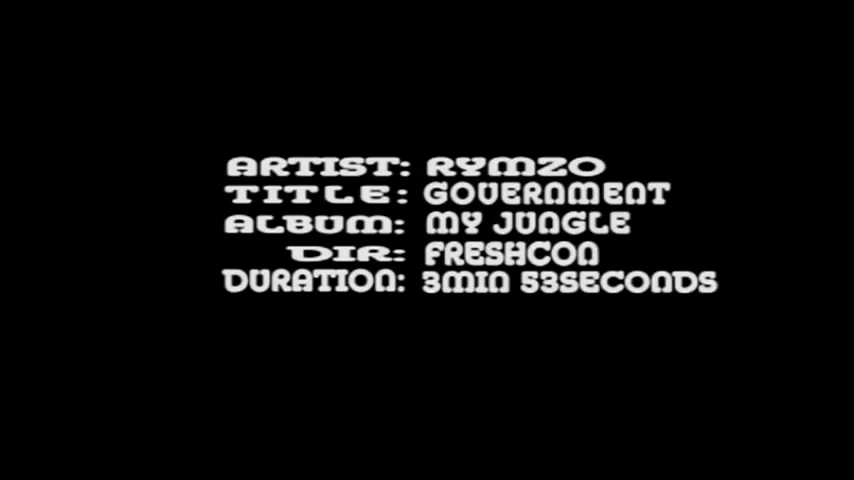 ARTIST: RYMZO
TITLE: GOVERNMENT
ALBUM: MY JUNGLE
DIR: FRESHCON
DURATION: 3MIN 53SECONDS